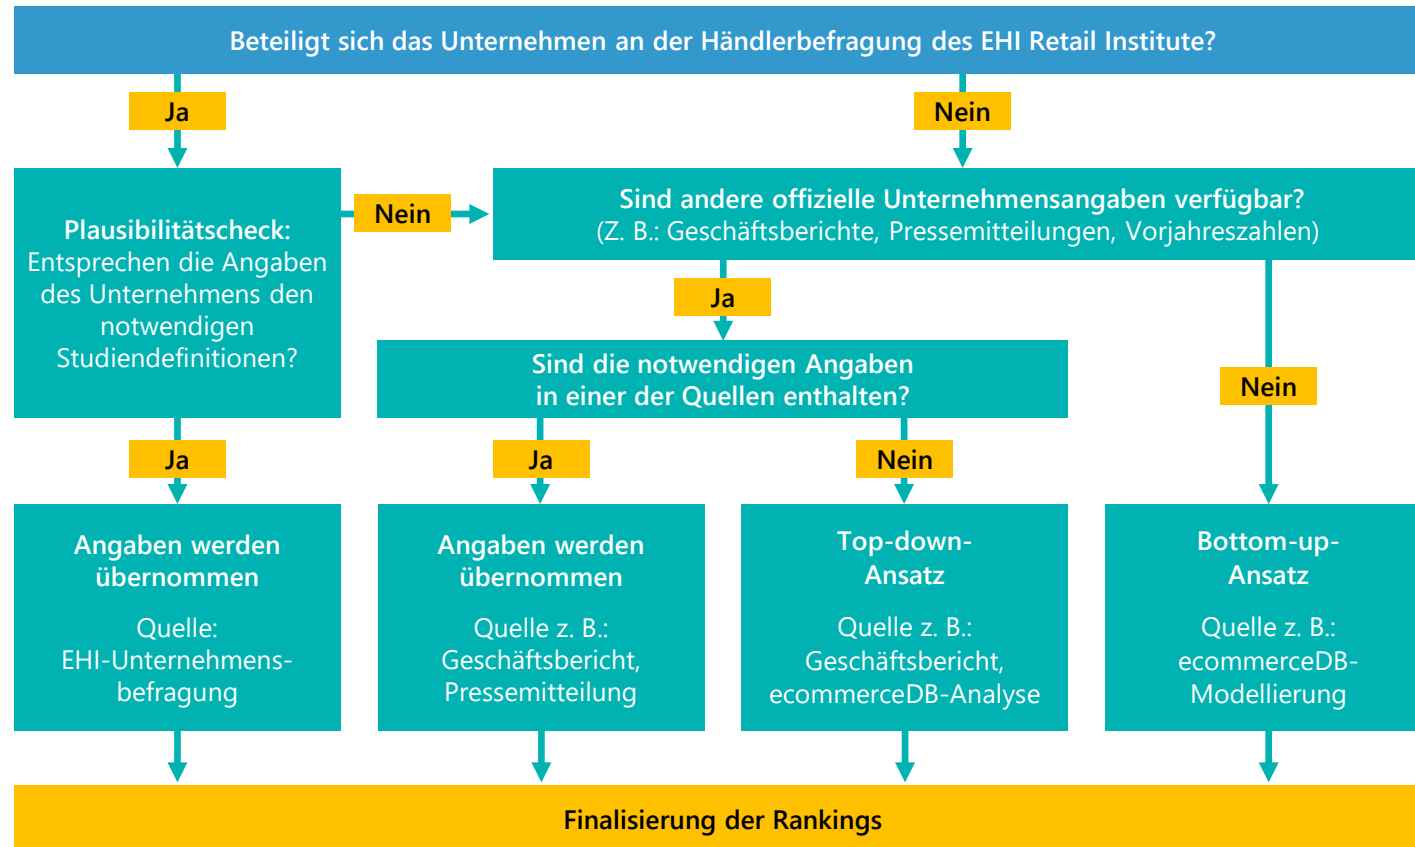 Beteiligt sich das Unternehmen an der Händlerbefragung des EHI Retail Institute?
Ja
Nein
Plausibilitätscheck:
Entsprechen die Angaben
des Unternehmens den
notwendigen
Studiendefinitionen?
Nein
Sind andere offizielle Unternehmensangaben verfügbar?
(Z. B.: Geschäftsberichte, Pressemitteilungen, Vorjahreszahlen)
Ja
Nein
Sind die notwendigen Angaben
in einer der Quellen enthalten?
Ja
Ja
Nein
Angaben werden
übernommen
Quelle:
EHI-Unternehmens-
befragung
Angaben werden
übernommen
Quelle z. B.:
Geschäftsbericht,
Pressemitteilung
Top-down-
Ansatz
Quelle z. B.:
Geschäftsbericht,
ecommerceDB-Analyse
Bottom-up-
Ansatz
Quelle z. B.:
ecommerceDB-
Modellierung
Finalisierung der Rankings